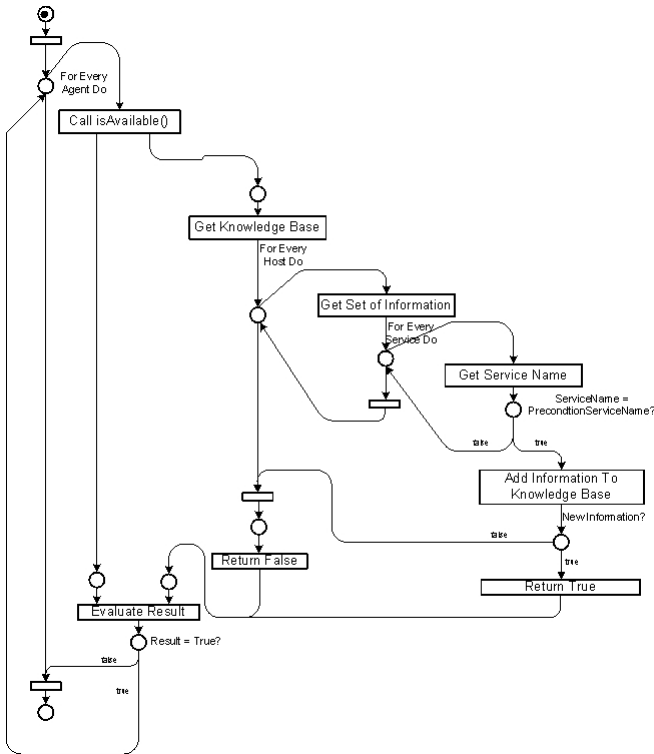 For Every
Agent Do
Call isAvailable()
Get Knowledge Base
For Every
Host Do
Get Set of Information
For Every
Service Do
Get Service Name
ServiceName =
PrecondtionServiceName?
false
true
Add Information To
Knowledge Base
NewInformation?
false
true
Return False
Return True
Evaluate Result
Result = True?
false
true